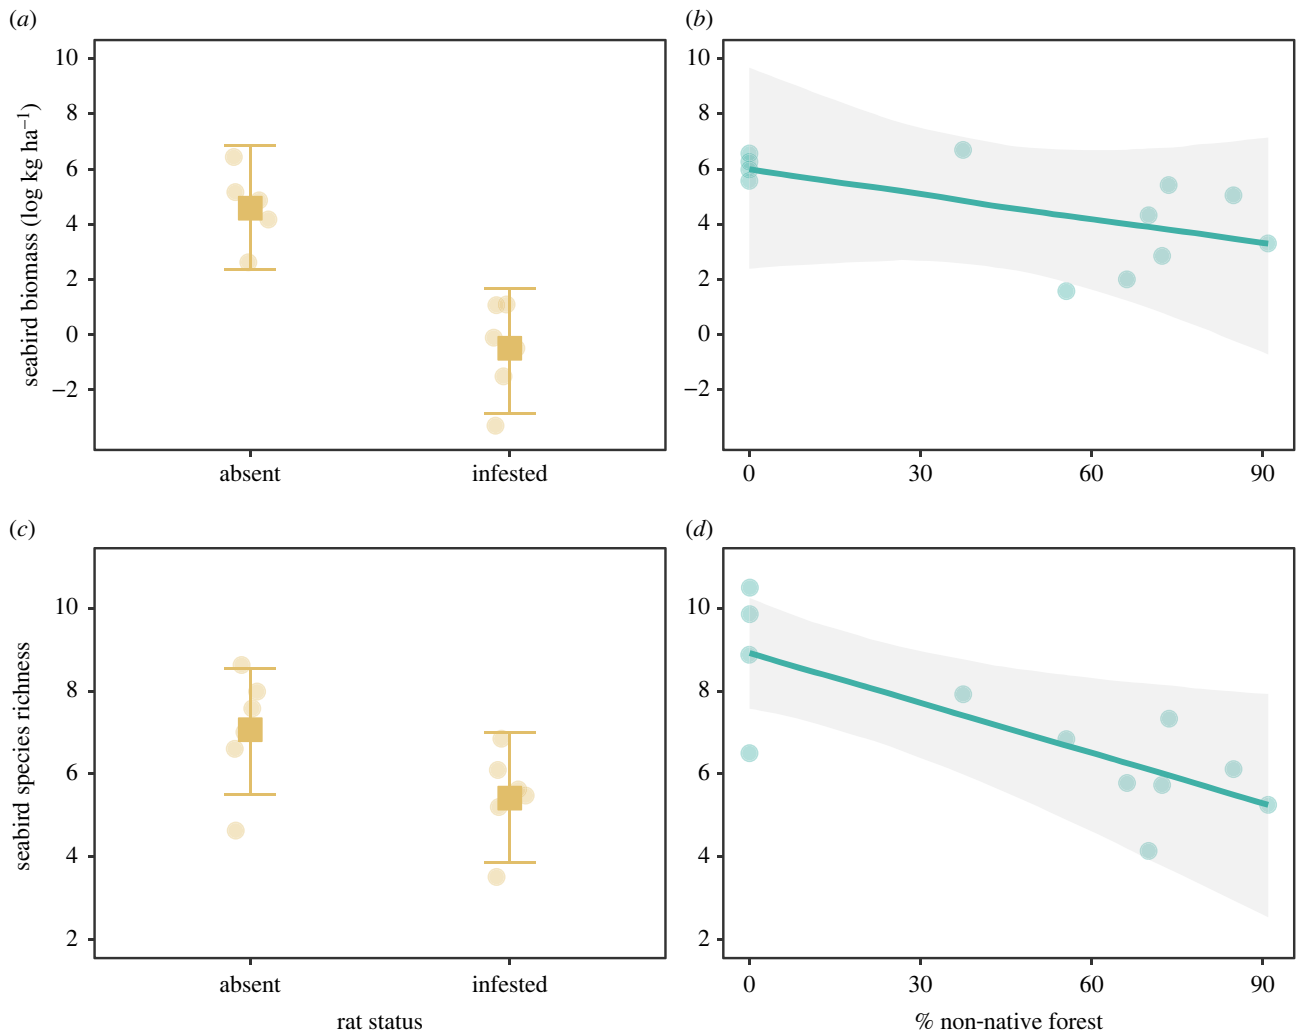 (a)
seabird biomass (log kg ha⁻¹)
10
8
6
4
2
0
−2
absent
infested
(b)
10
8
6
4
2
0
−2
0
30
60
90
(c)
seabird species richness
10
8
6
4
2
absent
infested
rat status
(d)
10
8
6
4
2
0
30
60
90
% non-native forest